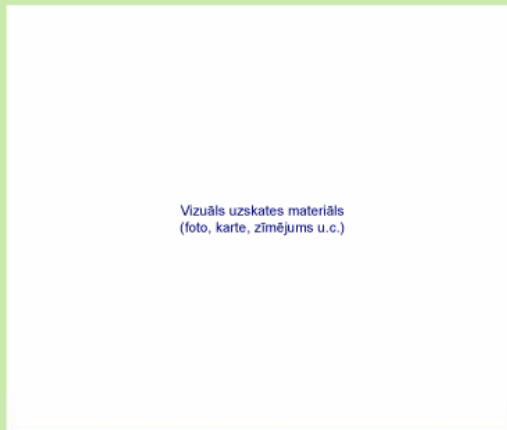 Vizuāls uzskates materiāls
(foto, karte, zīmējums u.c.)